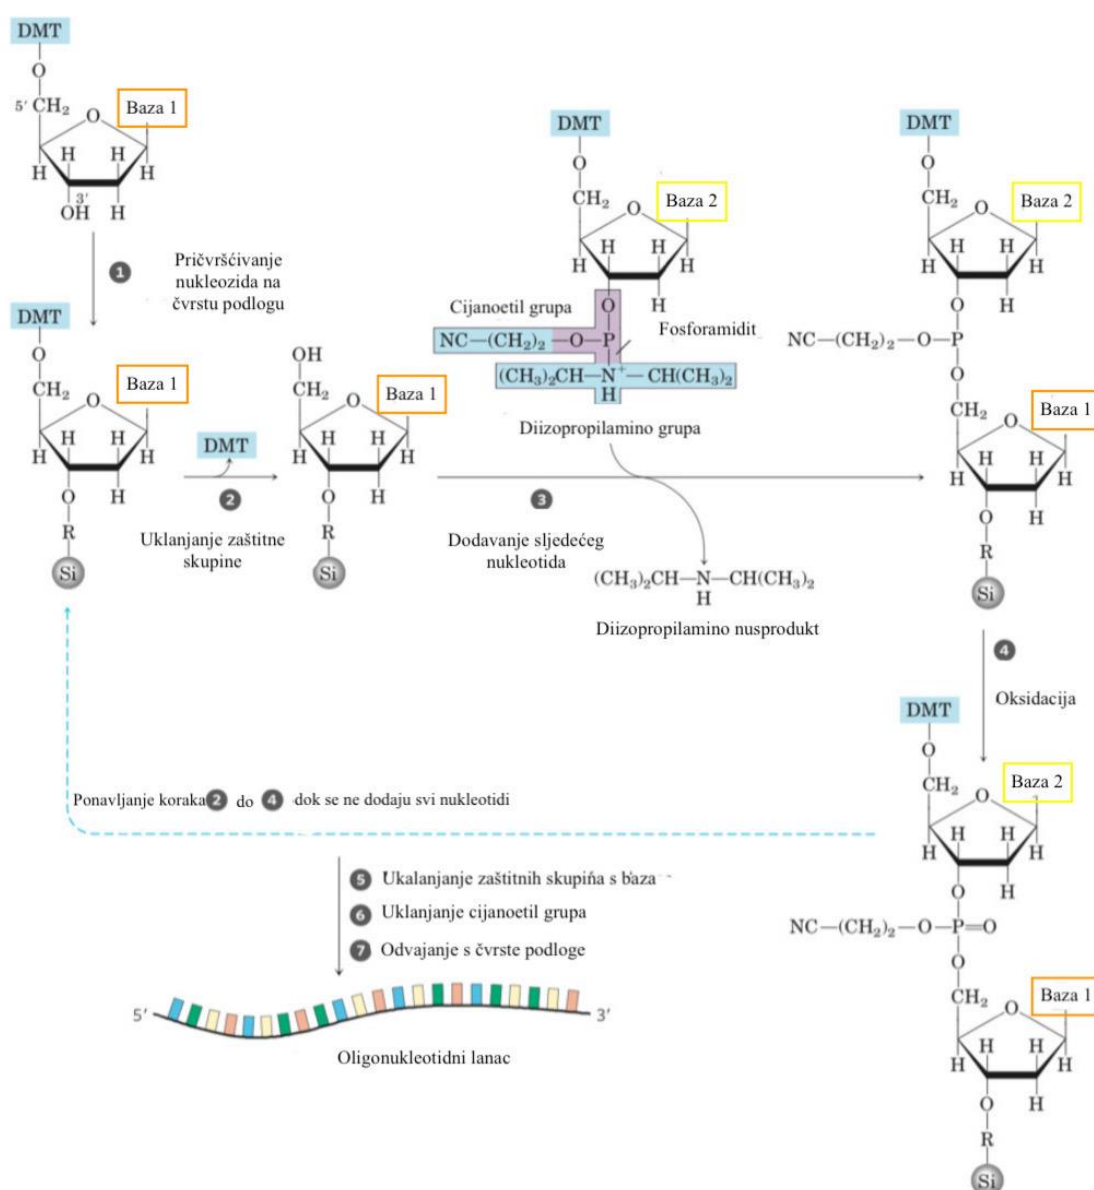 DMT
O
5′ CH₂
O
Baza 1
H
H
H
H
3′
OH
H
1
Pričvršćivanje
nukleozida na
čvrstu podlogu
DMT
O
CH₂
O
Baza 1
H
H
H
H
O
H
R
Si
DMT
2
Uklanjanje zaštitne
skupine
OH
CH₂
O
Baza 1
H
H
H
H
O
H
R
Si
DMT
O
CH₂
O
Baza 2
H
H
H
H
H
Cijanoetil grupa
O
Fosforamidit
NC—(CH₂)₂—O—P
(CH₃)₂CH—N⁺—CH(CH₃)₂
H
Diizopropilamino grupa
3
Dodavanje sljedećeg
nukleotida
(CH₃)₂CH—N—CH(CH₃)₂
H
Diizopropilamino nusprodukt
DMT
O
CH₂
O
Baza 2
H
H
H
H
O
H
NC—(CH₂)₂—O—P
O
CH₂
O
Baza 1
H
H
H
H
O
H
R
Si
4
Oksidacija
DMT
O
CH₂
O
Baza 2
H
H
H
H
O
H
NC—(CH₂)₂—O—P=O
O
CH₂
O
Baza 1
H
H
H
H
O
H
R
Si
Ponavljanje koraka 2 do 4 dok se ne dodaju svi nukleotidi
5 Ukalanjanje zaštitnih skupina s baza
6 Uklanjanje cijanoetil grupa
7 Odvajanje s čvrste podloge
5′
3′
Oligonukleotidni lanac